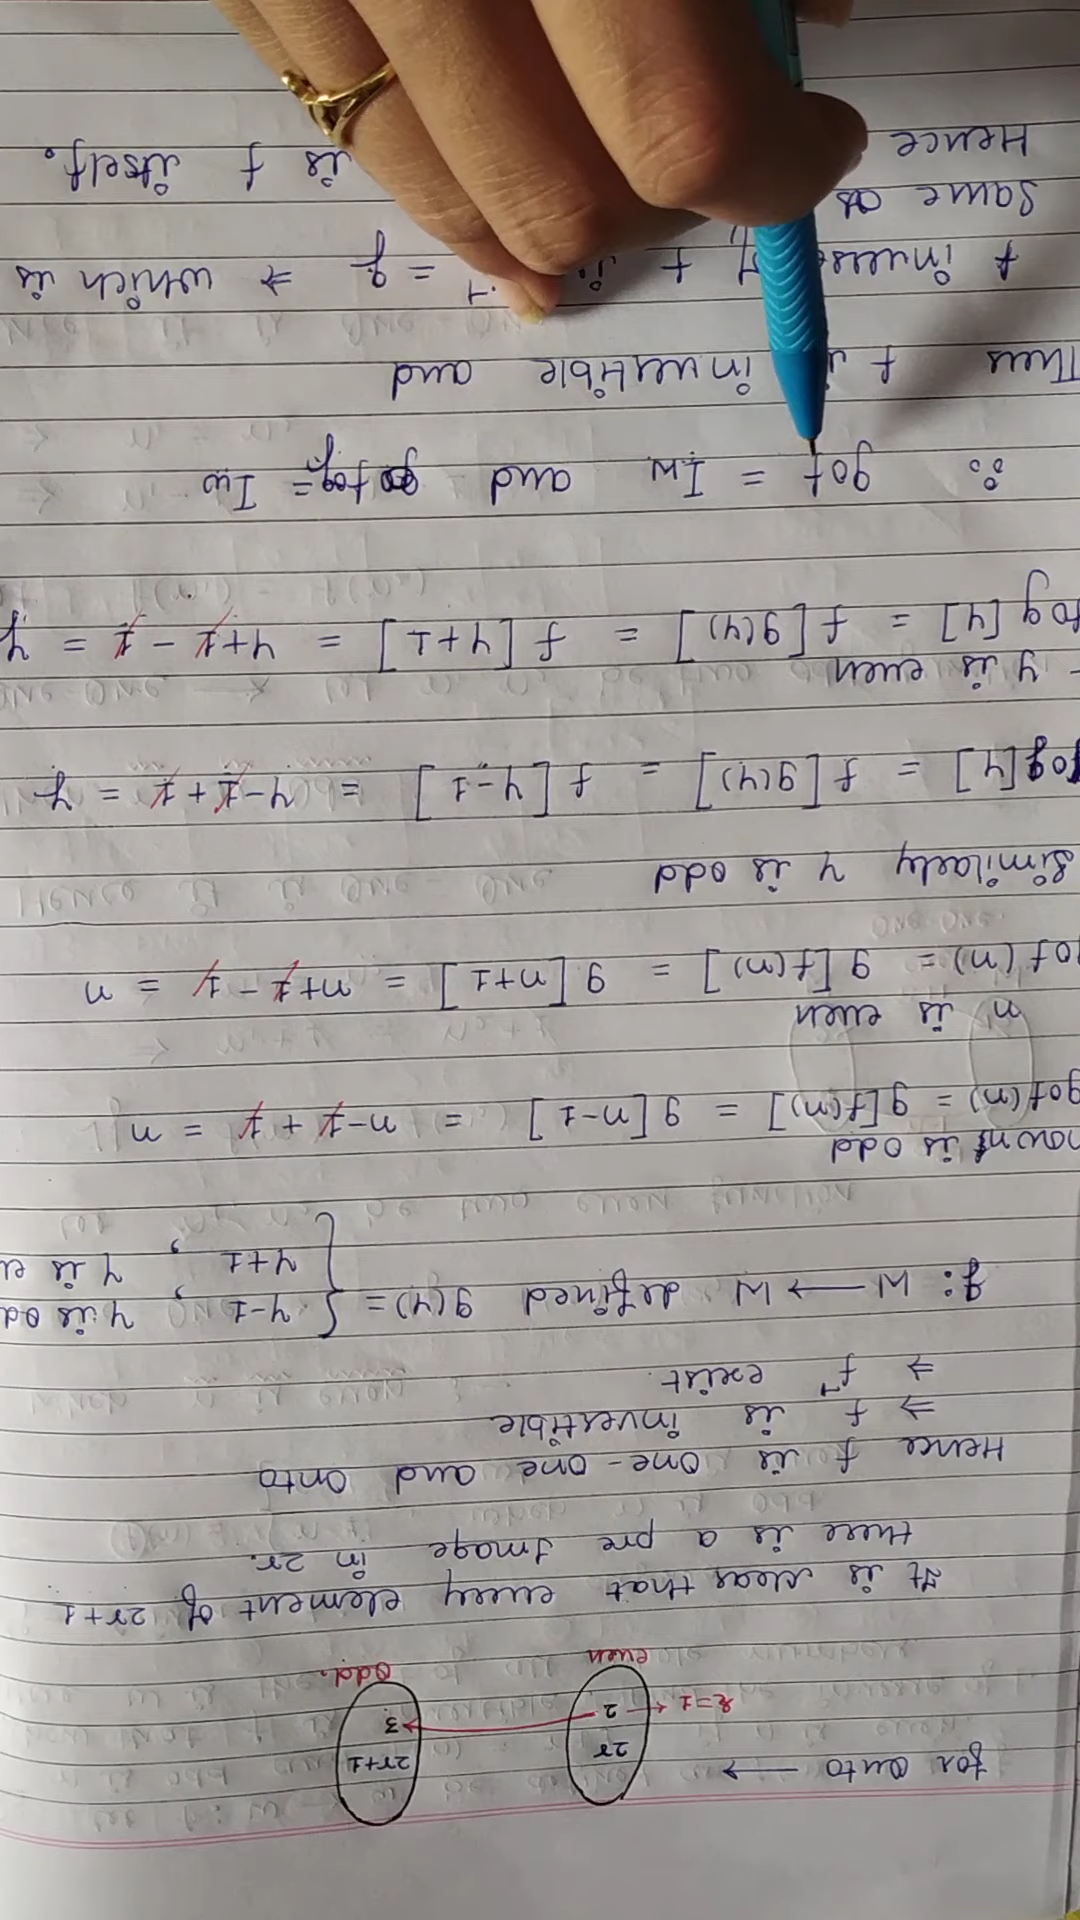 for onto →
2r 2r+1
r=1 → 2 3
even odd.
It is clear that every element of 2r+1
there is a pre Image in 2r.
Hence f is one-one and onto
⇒ f is invertible
⇒ f⁻¹ exist.
g: W → W defined g(y) = { y-1 , y is od
y+1 , y is e
now n is odd
gof(n) = g[f(n)] = g[n-1] = n-1+1 = n
n is even
gof(n) = g[f(n)] = g[n+1] = n+1-1 = n
Similarly y is odd
fog[y] = f[g(y)] = f[y-1] = y-1+1 = y
y is even
fog[y] = f[g(y)] = f[y+1] = y+1-1 = y
∴ gof = Iw and fog = Iw
Thus f is invertible and
f inverse of f is f⁻¹ = g ⇒ which is
Same as
Hence is f itself.